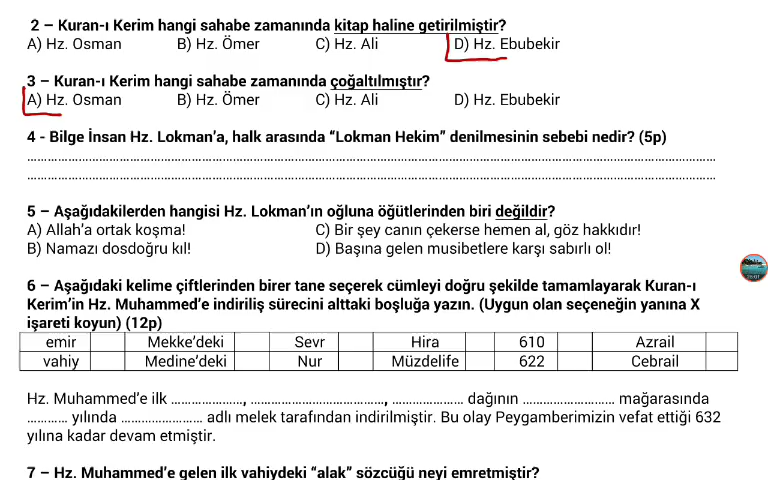 2 – Kuran-ı Kerim hangi sahabe zamanında kitap haline getirilmiştir?
A) Hz. Osman B) Hz. Ömer C) Hz. Ali D) Hz. Ebubekir
3 – Kuran-ı Kerim hangi sahabe zamanında çoğaltılmıştır?
A) Hz. Osman B) Hz. Ömer C) Hz. Ali D) Hz. Ebubekir
4 - Bilge İnsan Hz. Lokman’a, halk arasında “Lokman Hekim” denilmesinin sebebi nedir? (5p)
5 – Aşağıdakilerden hangisi Hz. Lokman’ın oğluna öğütlerinden biri değildir?
A) Allah’a ortak koşma! C) Bir şey canın çekerse hemen al, göz hakkıdır!
B) Namazı dosdoğru kıl! D) Başına gelen musibetlere karşı sabırlı ol!
6 – Aşağıdaki kelime çiftlerinden birer tane seçerek cümleyi doğru şekilde tamamlayarak Kuran-ı
Kerim’in Hz. Muhammed’e indiriliş sürecini alttaki boşluğa yazın. (Uygun olan seçeneğin yanına X
işareti koyun) (12p)
emir Mekke’deki Sevr Hira 610 Azrail
vahiy Medine’deki Nur Müzdelife 622 Cebrail
Hz. Muhammed’e ilk ......................, ........................................, ..................... dağının ........................... mağarasında
............ yılında ........................ adlı melek tarafından indirilmiştir. Bu olay Peygamberimizin vefat ettiği 632
yılına kadar devam etmiştir.
7 – Hz. Muhammed’e gelen ilk vahiydeki “alak” sözcüğü neyi emretmiştir?